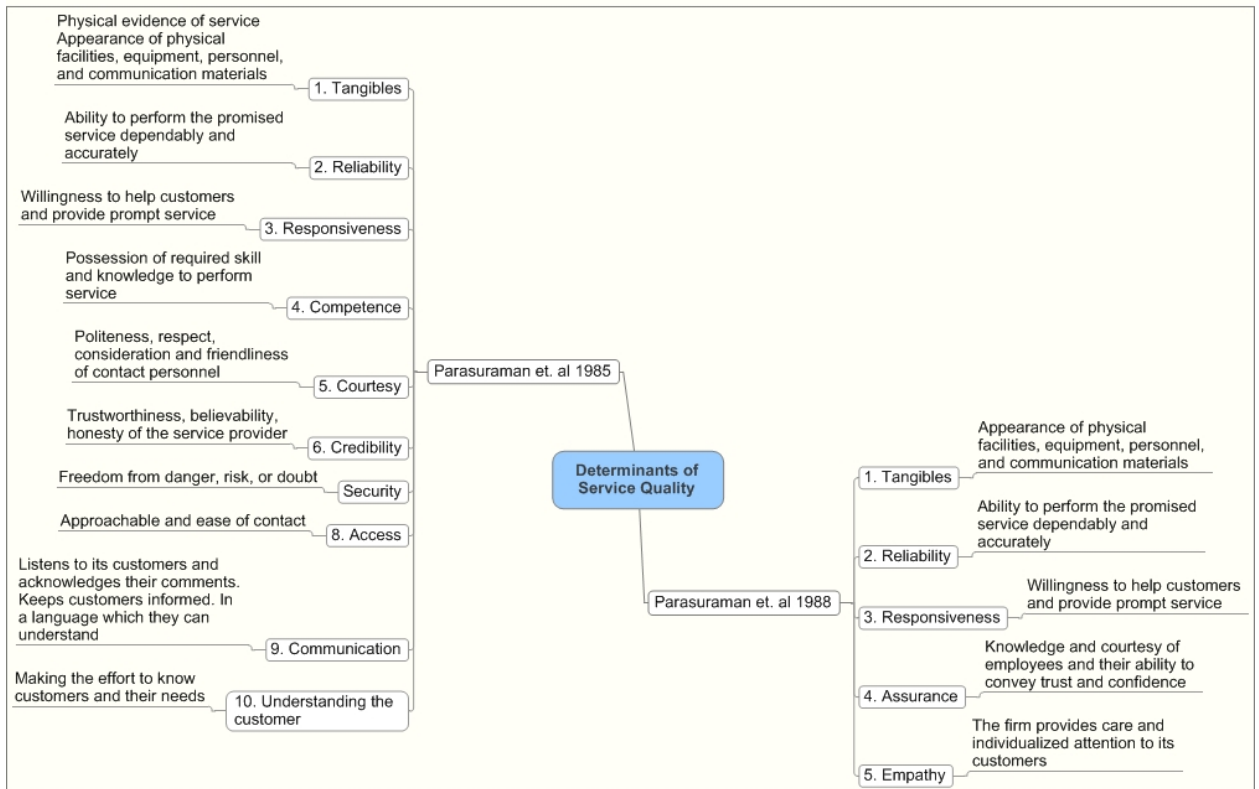 Physical evidence of service
Appearance of physical
facilities, equipment, personnel,
and communication materials
1. Tangibles
Ability to perform the promised
service dependably and
accurately
2. Reliability
Willingness to help customers
and provide prompt service
3. Responsiveness
Possession of required skill
and knowledge to perform
service
4. Competence
Politeness, respect,
consideration and friendliness
of contact personnel
5. Courtesy
Trustworthiness, believability,
honesty of the service provider
6. Credibility
Freedom from danger, risk, or doubt
Security
Approachable and ease of contact
8. Access
Listens to its customers and
acknowledges their comments.
Keeps customers informed. In
a language which they can
understand
9. Communication
Making the effort to know
customers and their needs
10. Understanding the
customer
Parasuraman et. al 1985
Determinants of
Service Quality
Parasuraman et. al 1988
Appearance of physical
facilities, equipment, personnel,
and communication materials
1. Tangibles
Ability to perform the promised
service dependably and
accurately
2. Reliability
Willingness to help customers
and provide prompt service
3. Responsiveness
Knowledge and courtesy of
employees and their ability to
convey trust and confidence
4. Assurance
The firm provides care and
individualized attention to its
customers
5. Empathy